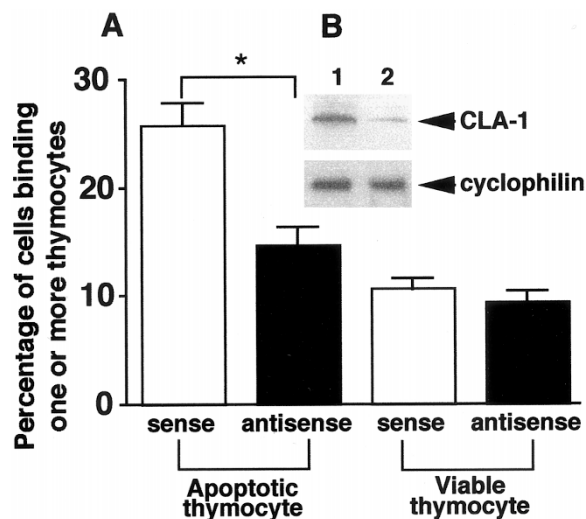 A
B
30
20
10
0
Percentage of cells binding
one or more thymocytes
*
1 2
CLA-1
cyclophilin
sense antisense sense antisense
Apoptotic
thymocyte
Viable
thymocyte